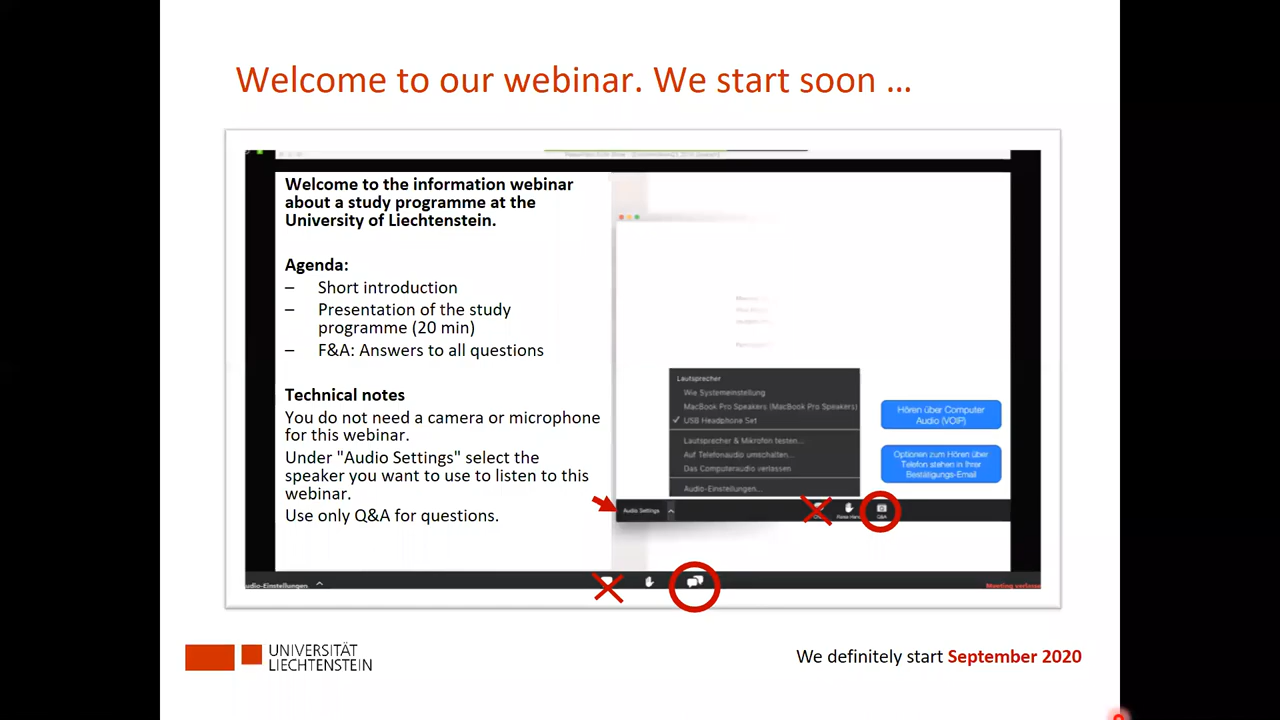 Welcome to our webinar. We start soon ...
Welcome to the information webinar
about a study programme at the
University of Liechtenstein.
Agenda:
– Short introduction
– Presentation of the study
programme (20 min)
– F&A: Answers to all questions
Technical notes
You do not need a camera or microphone
for this webinar.
Under "Audio Settings" select the
speaker you want to use to listen to this
webinar.
Use only Q&A for questions.
Lautsprecher
Wie Systemeinstellung
MacBook Pro Speakers (MacBook Pro Speakers)
✓ USB Headphone Set
Lautsprecher & Mikrofon testen...
Auf Telefonaudio umschalten...
Das Computeraudio verlassen
Audio-Einstellungen...
Hören über Computer
Audio (VOIP)
Optionen zum Hören über
Telefon stehen in Ihrer
Bestätigungs-Email
Audio Settings
Raise Hand
Q&A
udio-Einstellungen
Meeting verlasse
UNIVERSITÄT
LIECHTENSTEIN
We definitely start September 2020